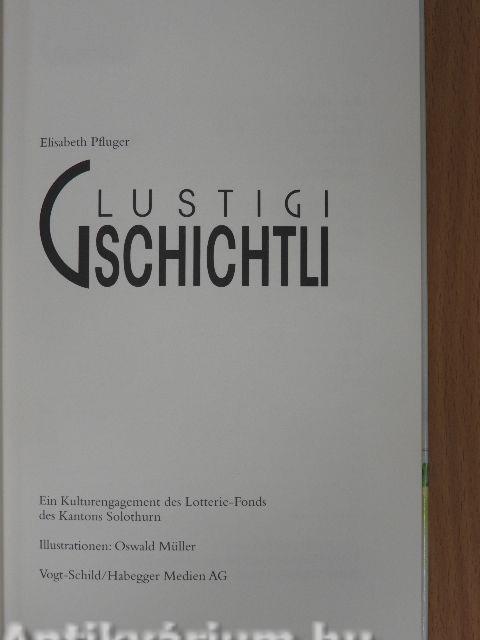 Elisabeth Pfluger
LUSTIGI
GSCHICHTLI
Ein Kulturengagement des Lotterie-Fonds
des Kantons Solothurn
Illustrationen: Oswald Müller
Vogt-Schild/Habegger Medien AG
Antikvárium.hu